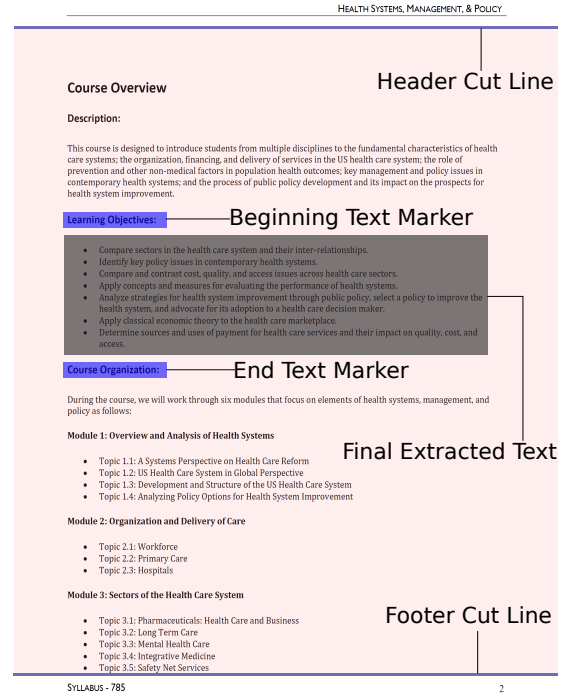 HEALTH SYSTEMS, MANAGEMENT, & POLICY
Header Cut Line
Course Overview
Description:
This course is designed to introduce students from multiple disciplines to the fundamental characteristics of health
care systems; the organization, financing, and delivery of services in the US health care system; the role of
prevention and other non-medical factors in population health outcomes; key management and policy issues in
contemporary health systems; and the process of public policy development and its impact on the prospects for
health system improvement.
Learning Objectives:
Beginning Text Marker
• Compare sectors in the health care system and their inter-relationships.
• Identify key policy issues in contemporary health systems.
• Compare and contrast cost, quality, and access issues across health care sectors.
• Apply concepts and measures for evaluating the performance of health systems.
• Analyze strategies for health system improvement through public policy, select a policy to improve the
health system, and advocate for its adoption to a health care decision maker.
• Apply classical economic theory to the health care marketplace.
• Determine sources and uses of payment for health care services and their impact on quality, cost, and
access.
Course Organization:
End Text Marker
During the course, we will work through six modules that focus on elements of health systems, management, and
policy as follows:
Module 1: Overview and Analysis of Health Systems
Final Extracted Text
• Topic 1.1: A Systems Perspective on Health Care Reform
• Topic 1.2: US Health Care System in Global Perspective
• Topic 1.3: Development and Structure of the US Health Care System
• Topic 1.4: Analyzing Policy Options for Health System Improvement
Module 2: Organization and Delivery of Care
• Topic 2.1: Workforce
• Topic 2.2: Primary Care
• Topic 2.3: Hospitals
Module 3: Sectors of the Health Care System
Footer Cut Line
• Topic 3.1: Pharmaceuticals: Health Care and Business
• Topic 3.2: Long Term Care
• Topic 3.3: Mental Health Care
• Topic 3.4: Integrative Medicine
• Topic 3.5: Safety Net Services
SYLLABUS - 785
2